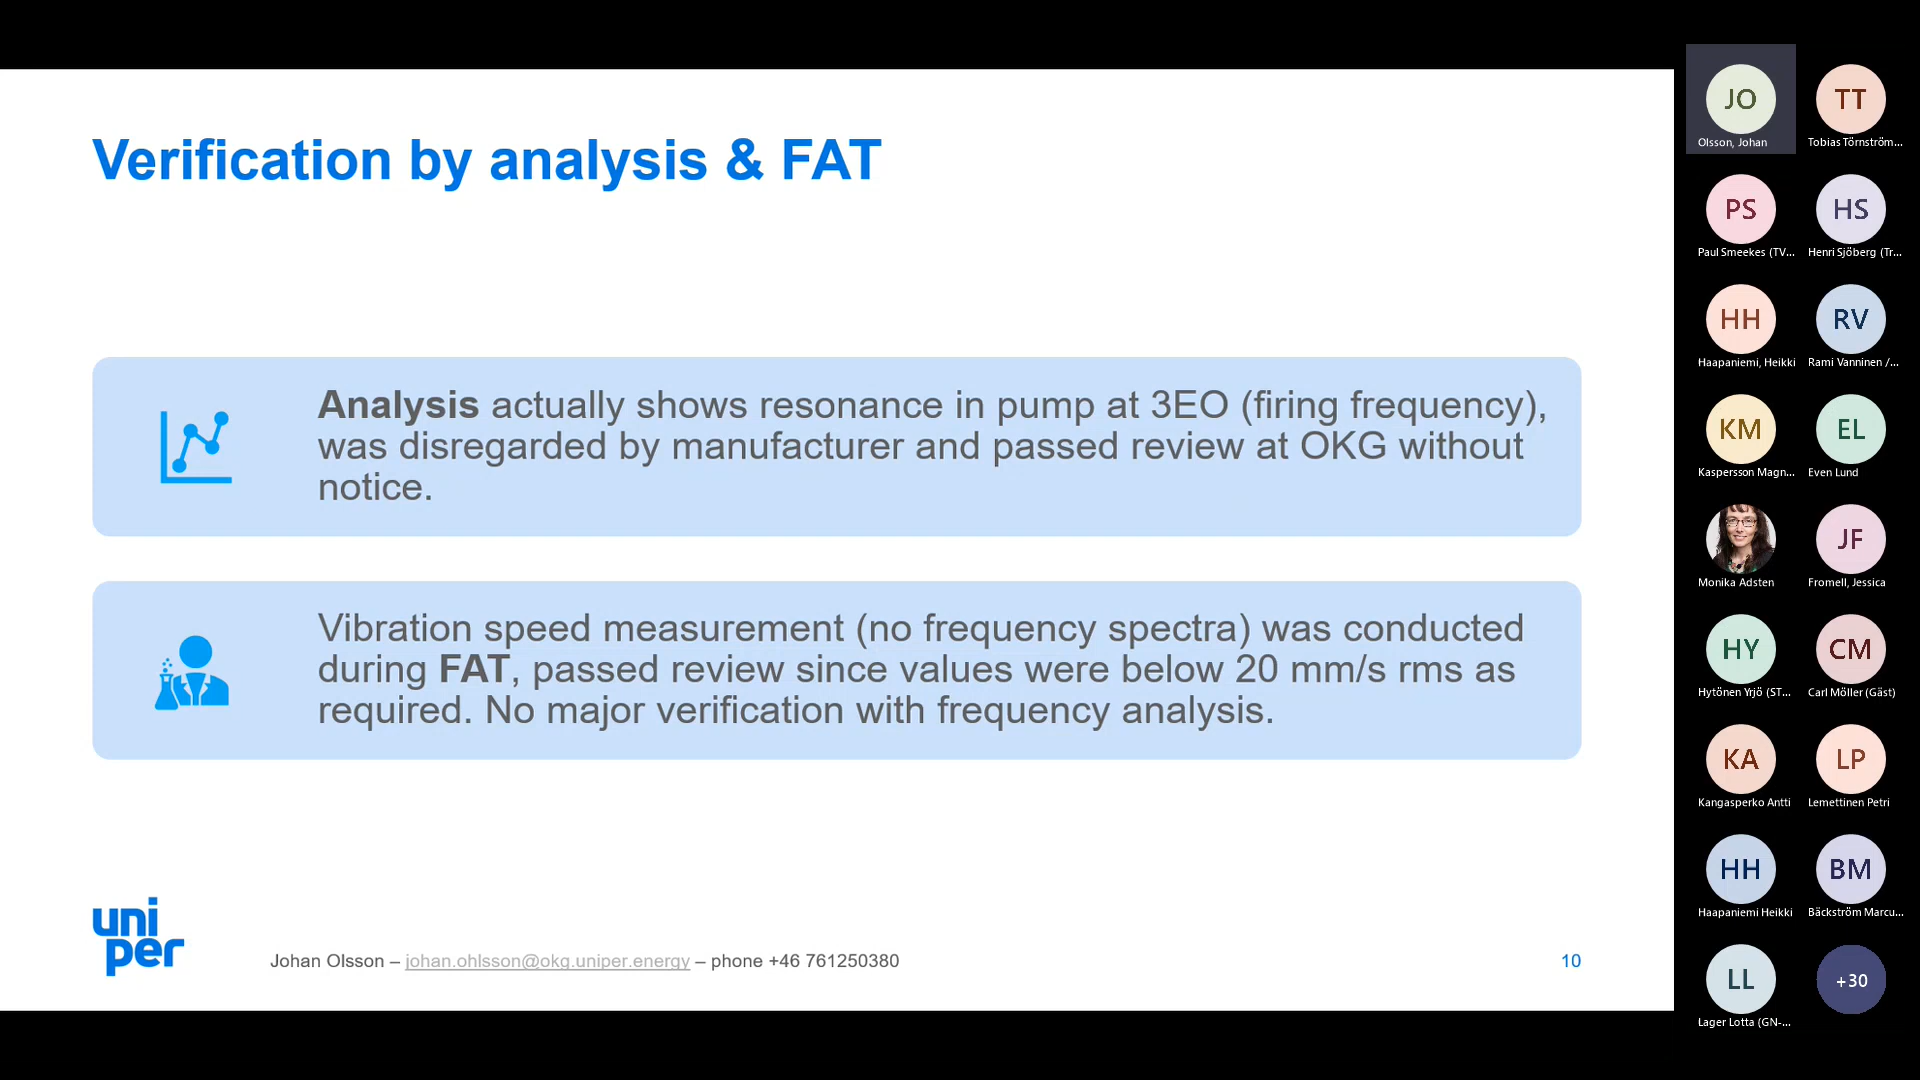 Verification by analysis & FAT
Analysis actually shows resonance in pump at 3EO (firing frequency),
was disregarded by manufacturer and passed review at OKG without
notice.
Vibration speed measurement (no frequency spectra) was conducted
during FAT, passed review since values were below 20 mm/s rms as
required. No major verification with frequency analysis.
uni
per
Johan Olsson – johan.ohlsson@okg.uniper.energy – phone +46 761250380
10
JO
Olsson, Johan
TT
Tobias Törnström...
PS
Paul Smeekes (TV...
HS
Henri Sjöberg (Tr...
HH
Haapaniemi, Heikki
RV
Rami Vanninen /...
KM
Kaspersson Magn...
EL
Even Lund
Monika Adsten
JF
Fromell, Jessica
HY
Hytönen Yrjö (ST...
CM
Carl Möller (Gäst)
KA
Kangasperko Antti
LP
Lemettinen Petri
HH
Haapaniemi Heikki
BM
Bäckström Marcu...
LL
Lager Lotta (GN-...
+30